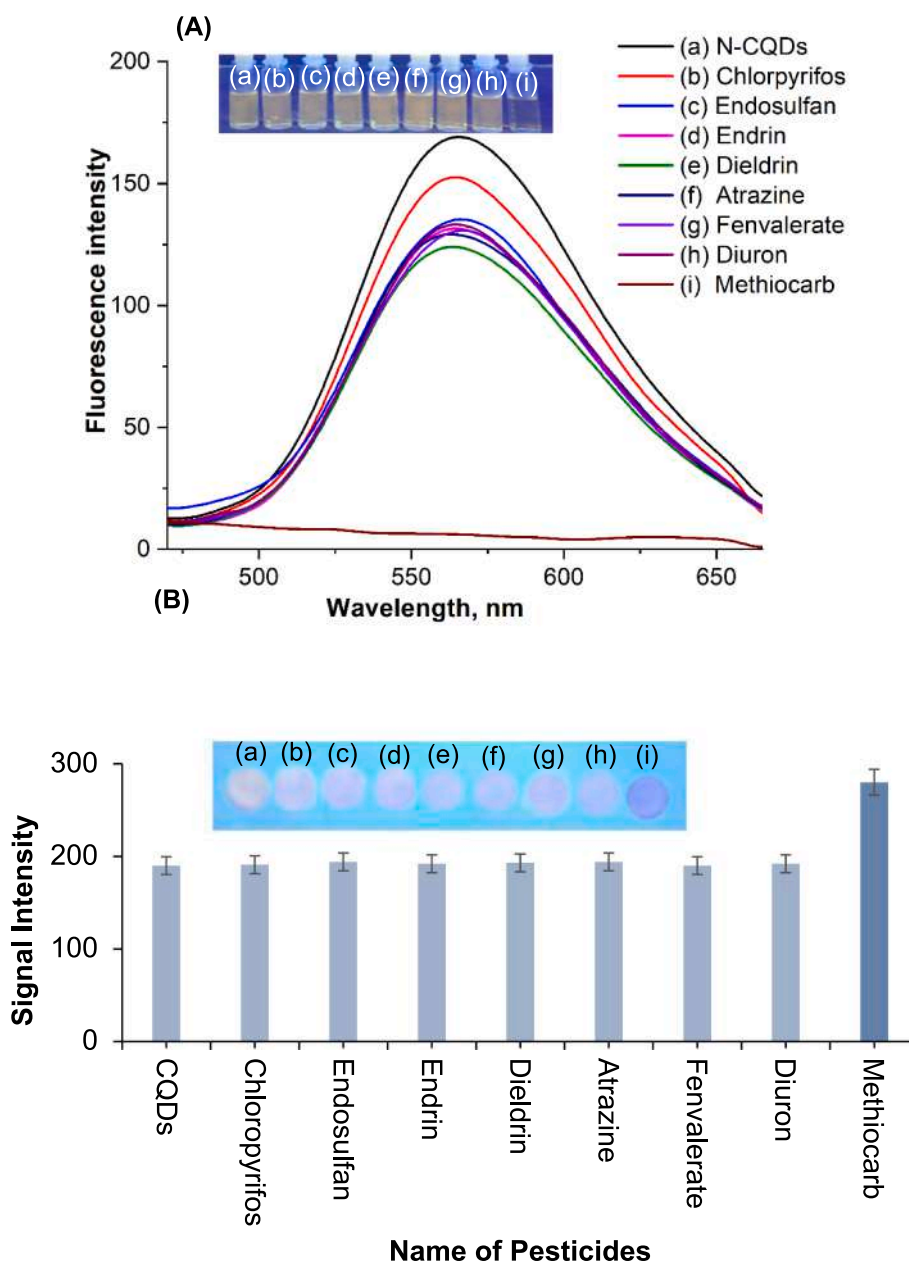 (A)
200
150
100
50
0
Fluorescence intensity
(a) (b) (c) (d) (e) (f) (g) (h) (i)
(a) N-CQDs
(b) Chlorpyrifos
(c) Endosulfan
(d) Endrin
(e) Dieldrin
(f) Atrazine
(g) Fenvalerate
(h) Diuron
(i) Methiocarb
500 550 600 650
Wavelength, nm
(B)
300
200
100
0
Signal Intensity
(a) (b) (c) (d) (e) (f) (g) (h) (i)
CQDs
Chloropyrifos
Endosulfan
Endrin
Dieldrin
Atrazine
Fenvalerate
Diuron
Methiocarb
Name of Pesticides